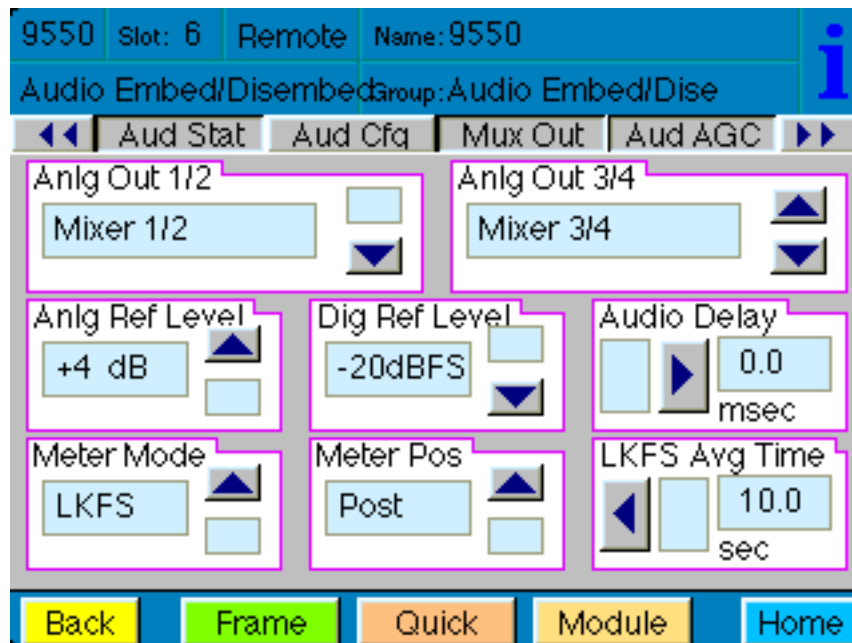 9550 Slot: 6 Remote Name:9550
Audio Embed/Disembed Group:Audio Embed/Dise
i
Aud Stat Aud Cfg Mux Out Aud AGC
Anlg Out 1/2 Anlg Out 3/4
Mixer 1/2 Mixer 3/4
Anlg Ref Level Dig Ref Level Audio Delay
+4 dB -20dBFS 0.0
msec
Meter Mode Meter Pos LKFS Avg Time
LKFS Post 10.0
sec
Back Frame Quick Module Home